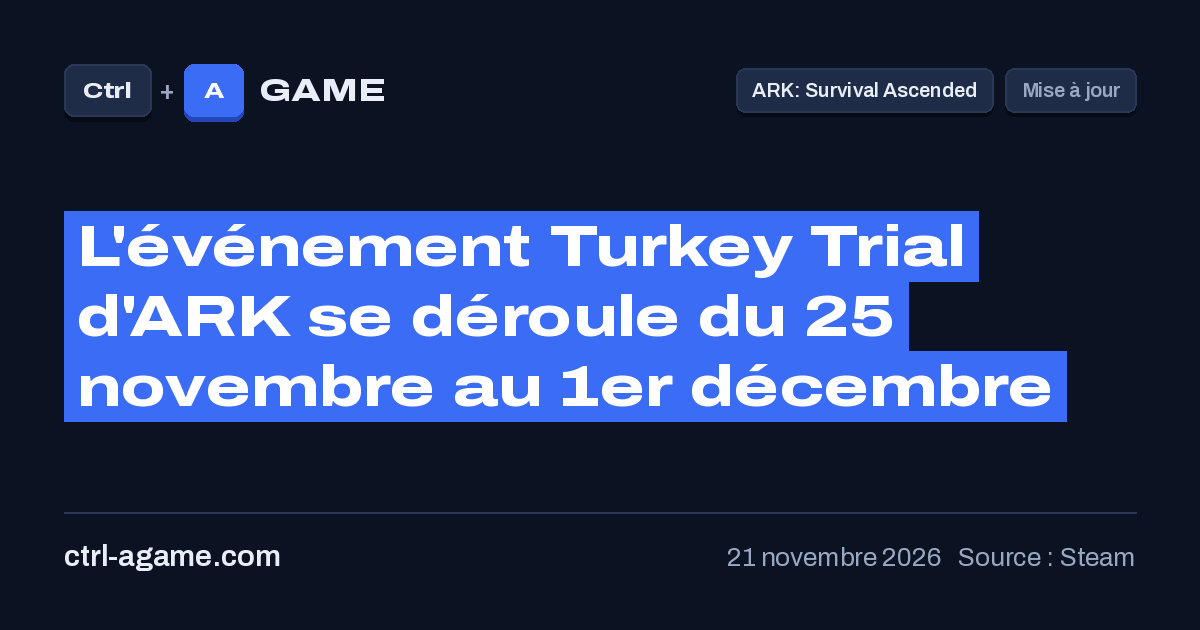 Ctrl + A GAME
ARK: Survival Ascended
Mise à jour
L'événement Turkey Trial
d'ARK se déroule du 25
novembre au 1er décembre
ctrl-agame.com
21 novembre 2026 Source : Steam